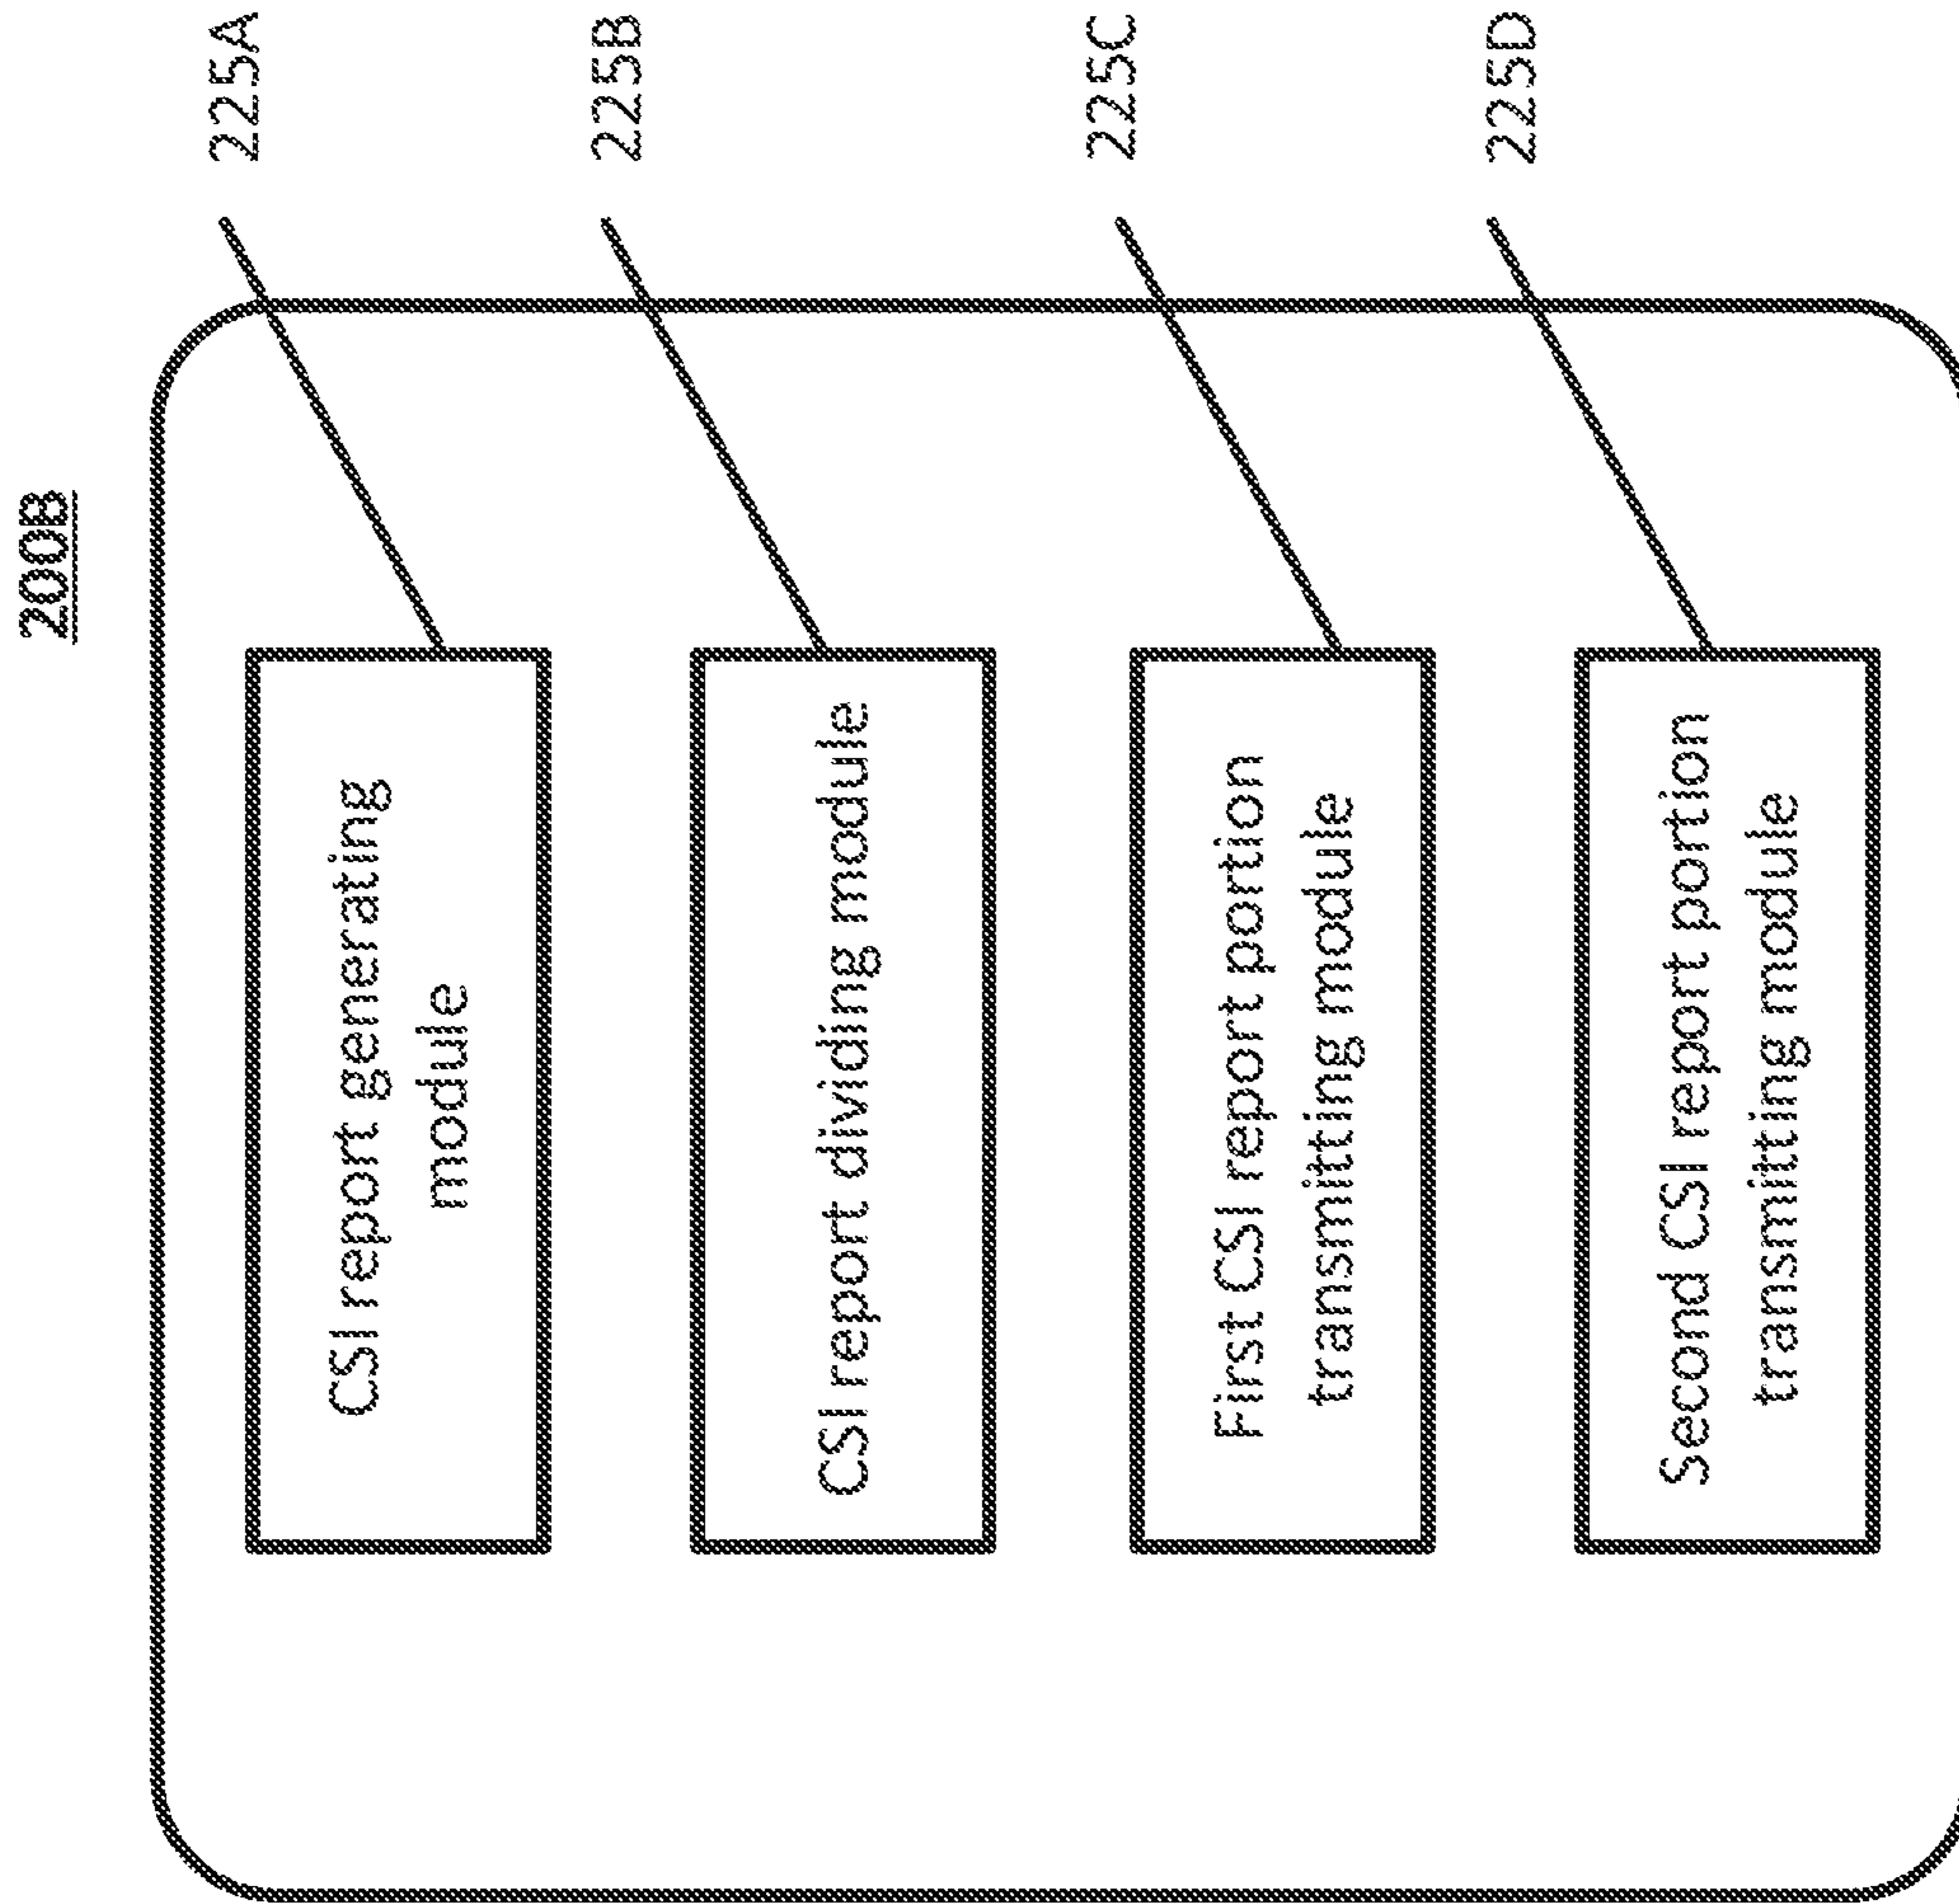 200B
225A
CSI report generating
module
225B
CSI report dividing module
225C
First CSI report portion
transmitting module
225D
Second CSI report portion
transmitting module